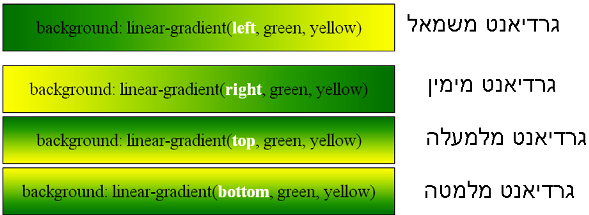 background: linear-gradient(left, green, yellow) גרדיאנט משמאל
background: linear-gradient(right, green, yellow) גרדיאנט מימין
background: linear-gradient(top, green, yellow) גרדיאנט מלמעלה
background: linear-gradient(bottom, green, yellow) גרדיאנט מלמטה